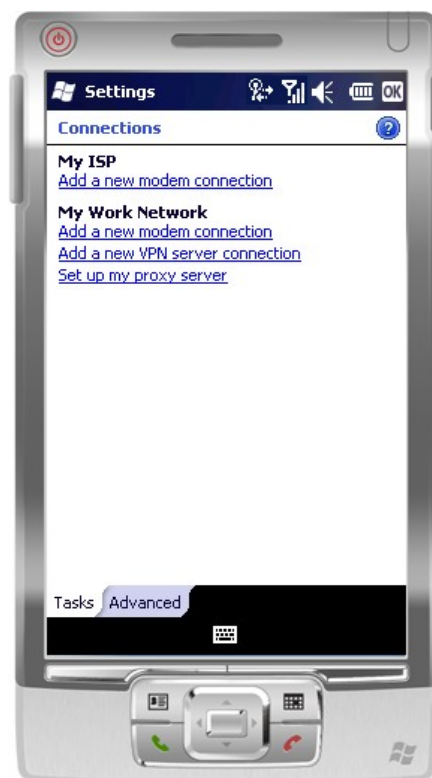 Settings
OK
Connections
?
My ISP
Add a new modem connection
My Work Network
Add a new modem connection
Add a new VPN server connection
Set up my proxy server
Tasks Advanced